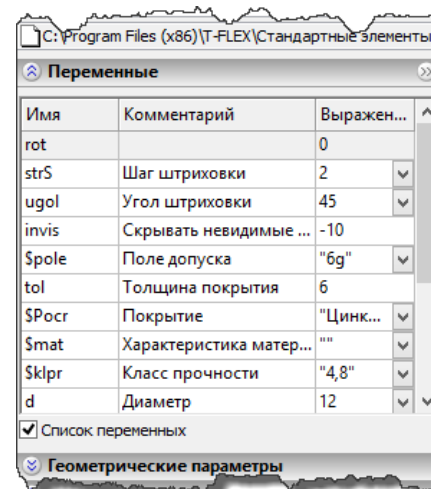 C:\Program Files (x86)\T-FLEX\Стандартные элементы
Переменные
Имя Комментарий Выражен...
rot 0
strS Шаг штриховки 2
ugol Угол штриховки 45
invis Скрывать невидимые ... -10
$pole Поле допуска "6g"
tol Толщина покрытия 6
$Pocr Покрытие "Цинк...
$mat Характеристика матер... ""
$klpr Класс прочности "4,8"
d Диаметр 12
Список переменных
Геометрические параметры